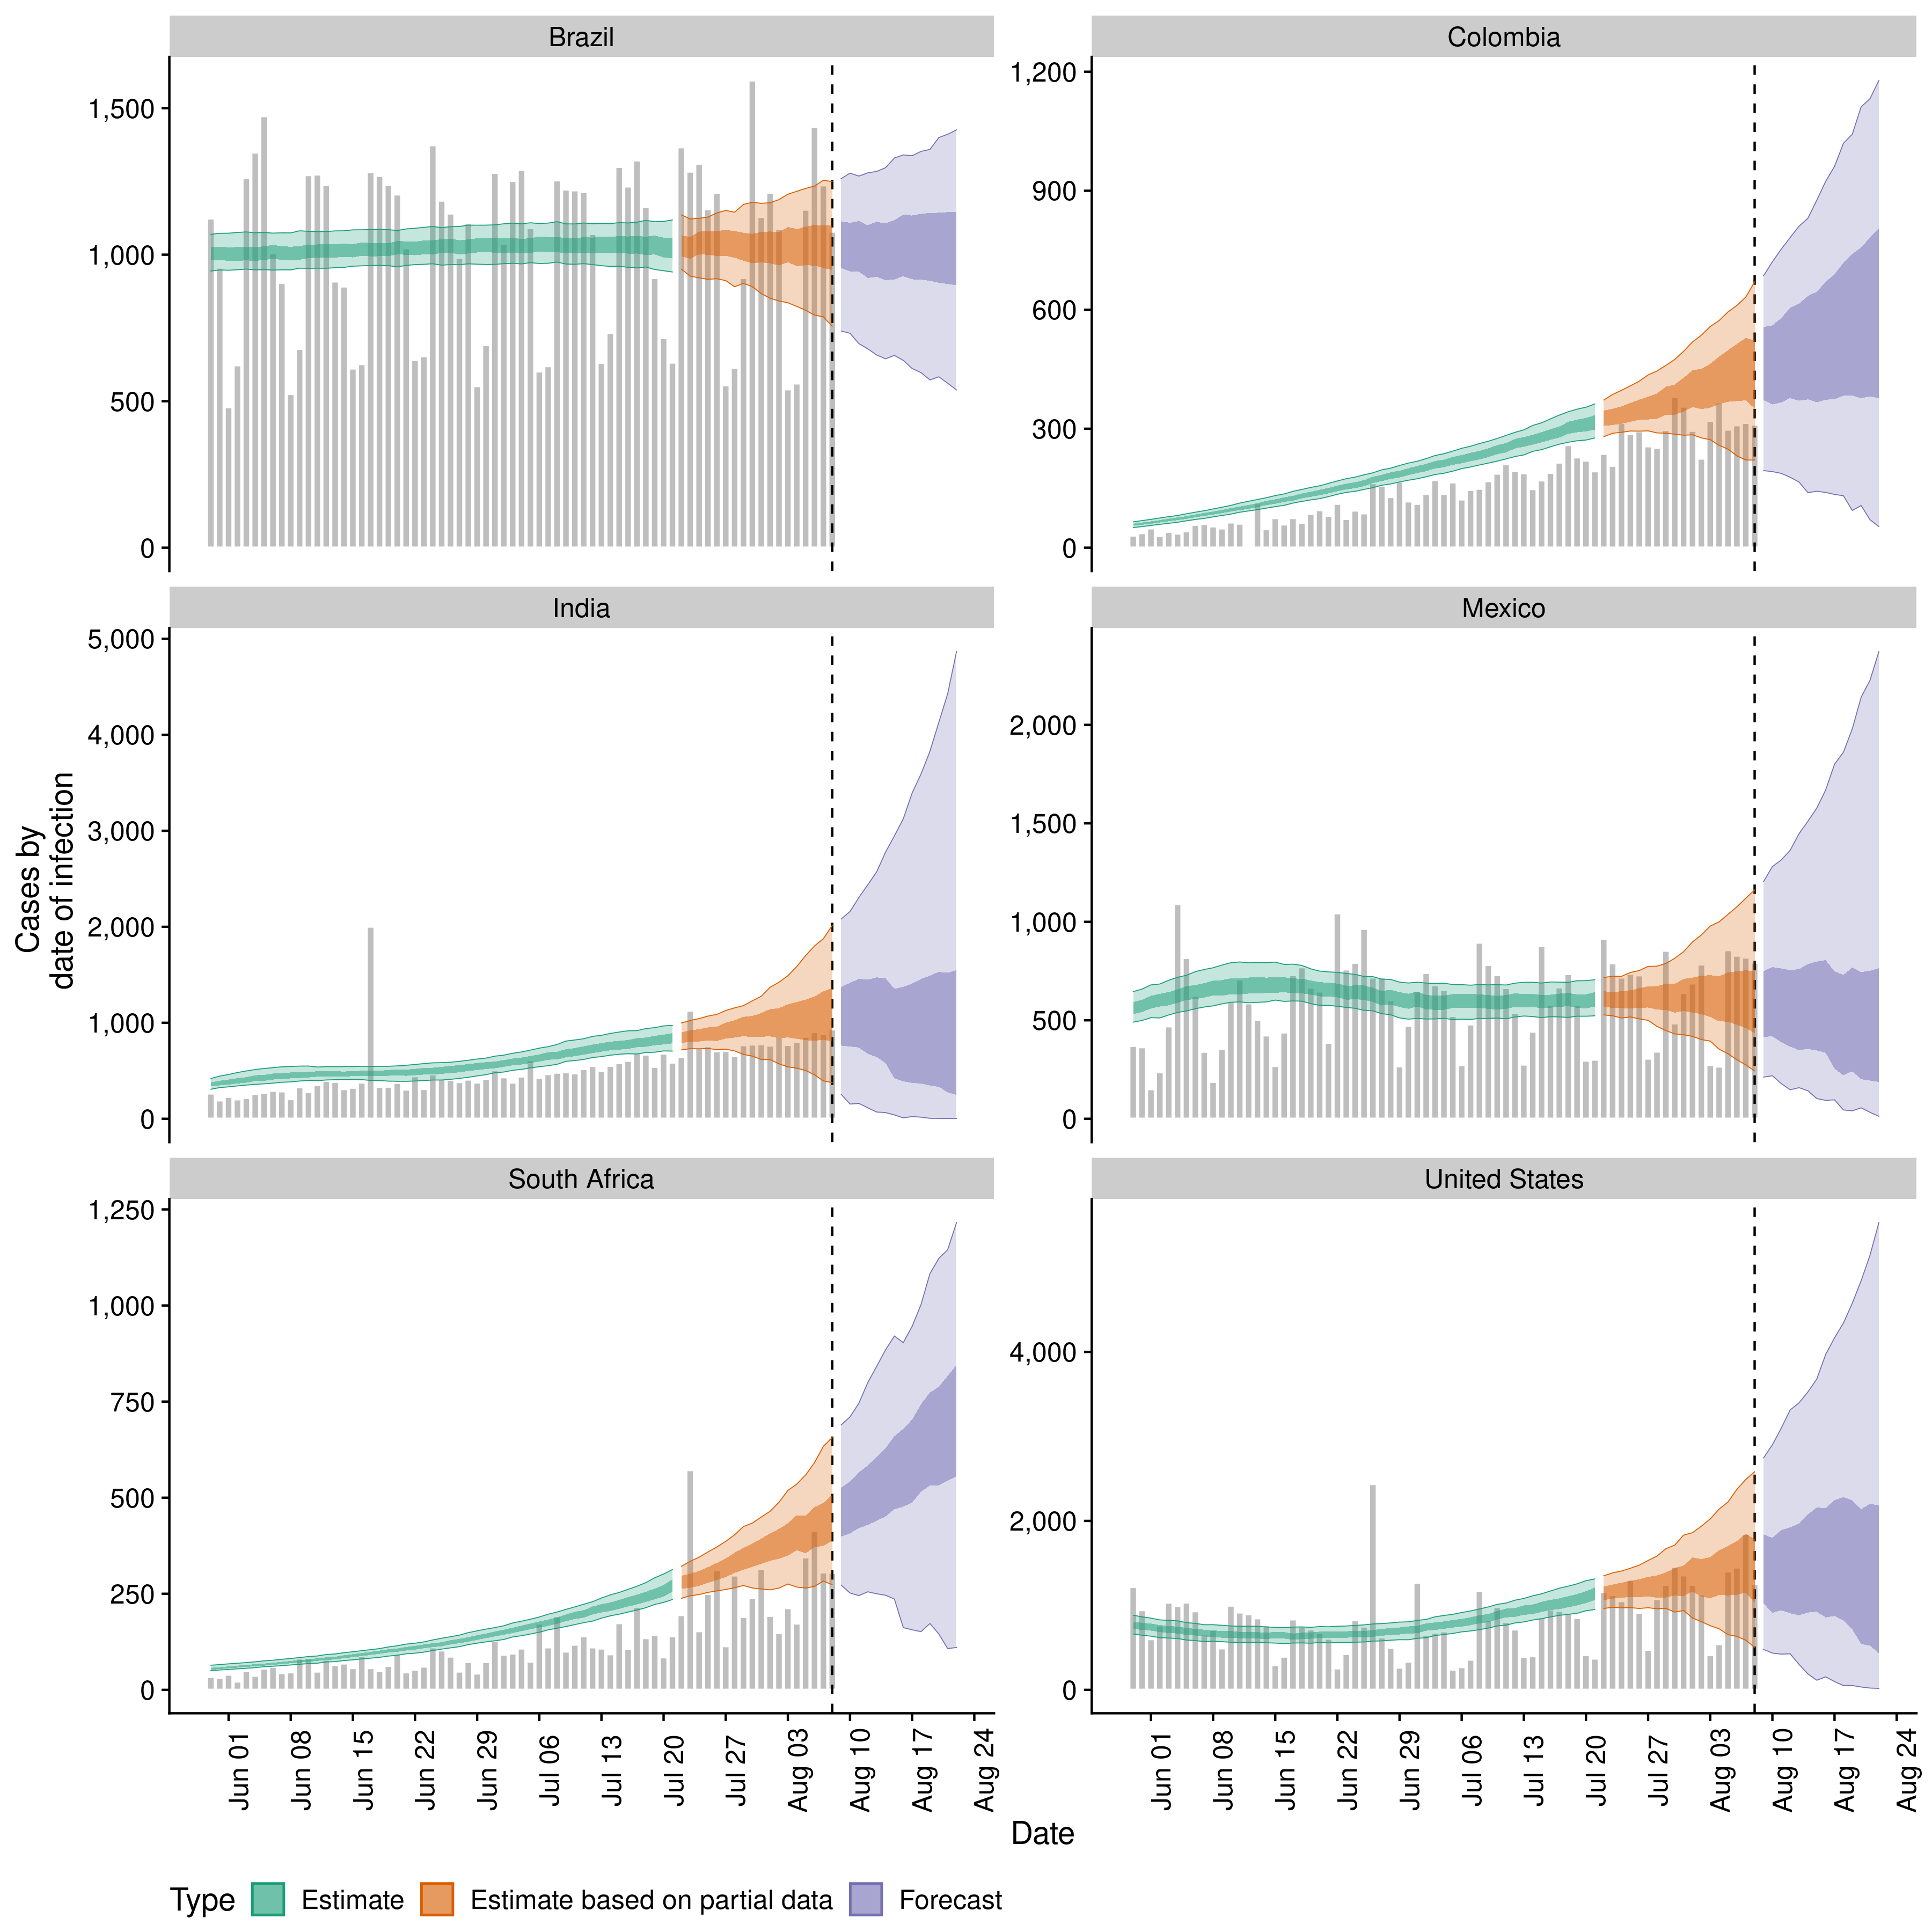 Brazil
Colombia
1,500
1,000
500
0
1,200
900
600
300
0
India
Mexico
5,000
4,000
3,000
2,000
1,000
0
2,000
1,500
1,000
500
0
Cases by
date of infection
South Africa
United States
1,250
1,000
750
500
250
0
4,000
2,000
0
Jun 01
Jun 08
Jun 15
Jun 22
Jun 29
Jul 06
Jul 13
Jul 20
Jul 27
Aug 03
Aug 10
Aug 17
Aug 24
Jun 01
Jun 08
Jun 15
Jun 22
Jun 29
Jul 06
Jul 13
Jul 20
Jul 27
Aug 03
Aug 10
Aug 17
Aug 24
Date
Type Estimate Estimate based on partial data Forecast